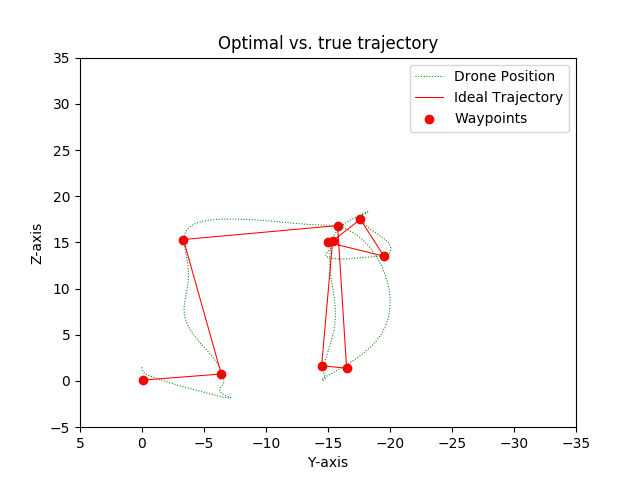 Optimal vs. true trajectory
Drone Position
Ideal Trajectory
Waypoints
35
30
25
20
15
10
5
0
−5
Z-axis
5 0 −5 −10 −15 −20 −25 −30 −35
Y-axis